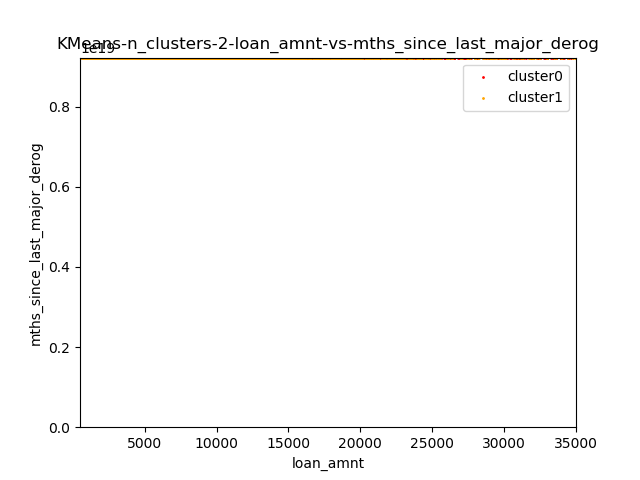 KMeans-n_clusters-2-loan_amnt-vs-mths_since_last_major_derog
1e19
cluster0
cluster1
0.8
0.6
0.4
0.2
0.0
mths_since_last_major_derog
5000 10000 15000 20000 25000 30000 35000
loan_amnt